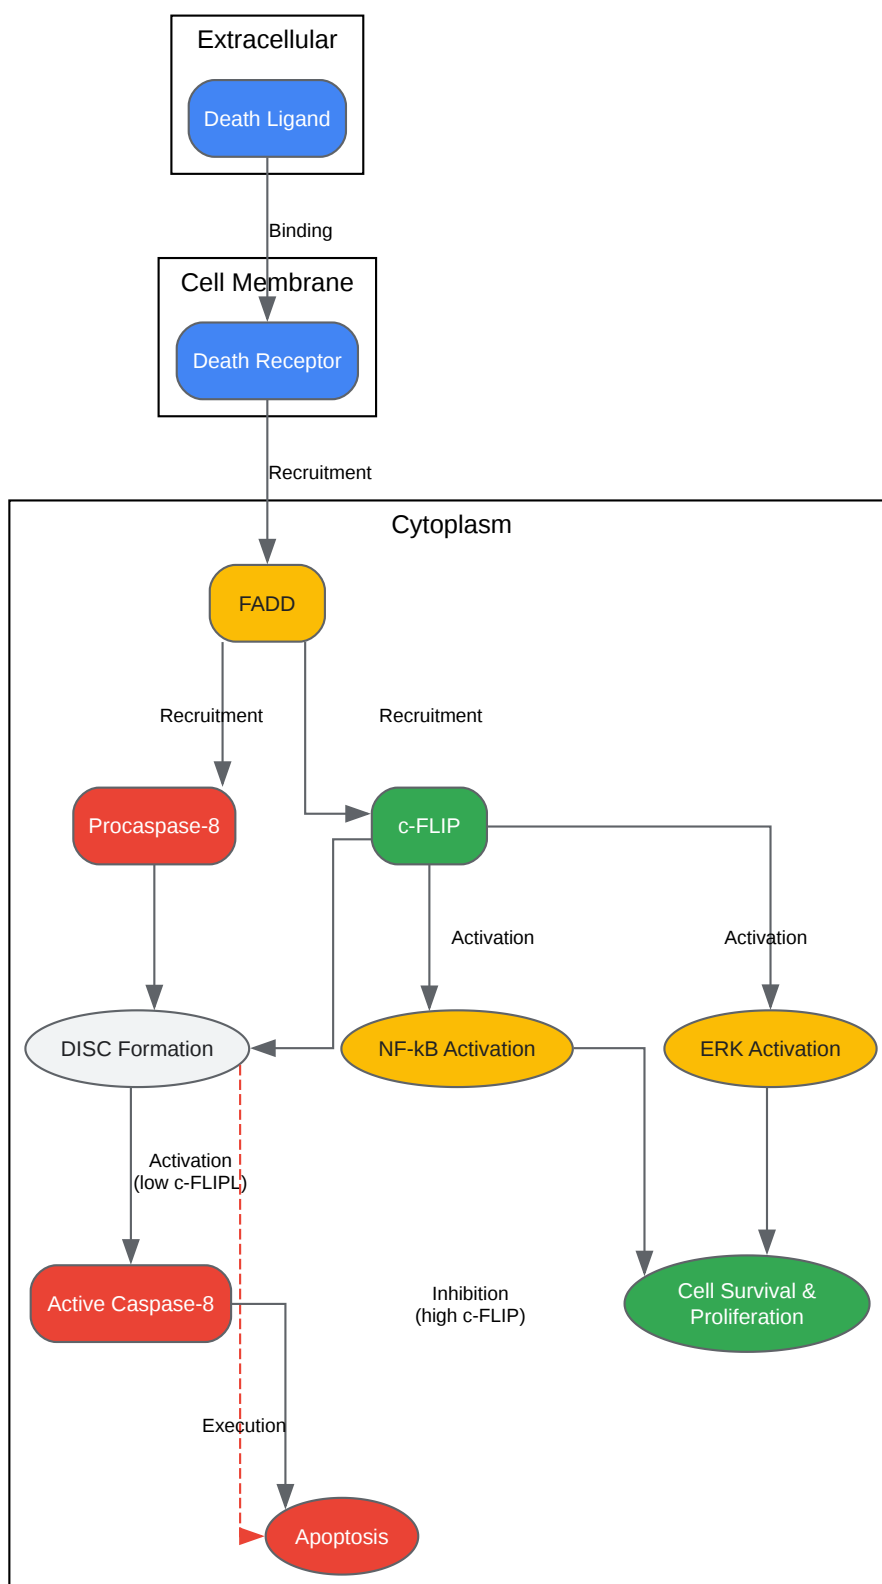 Extracellular
Death Ligand
Binding
Cell Membrane
Death Receptor
Recruitment
Cytoplasm
FADD
Recruitment
Recruitment
Procaspase-8
c-FLIP
Activation
Activation
DISC Formation
NF-kB Activation
ERK Activation
Activation
(low c-FLIPL)
Active Caspase-8
Inhibition
(high c-FLIP)
Cell Survival &
Proliferation
Execution
Apoptosis